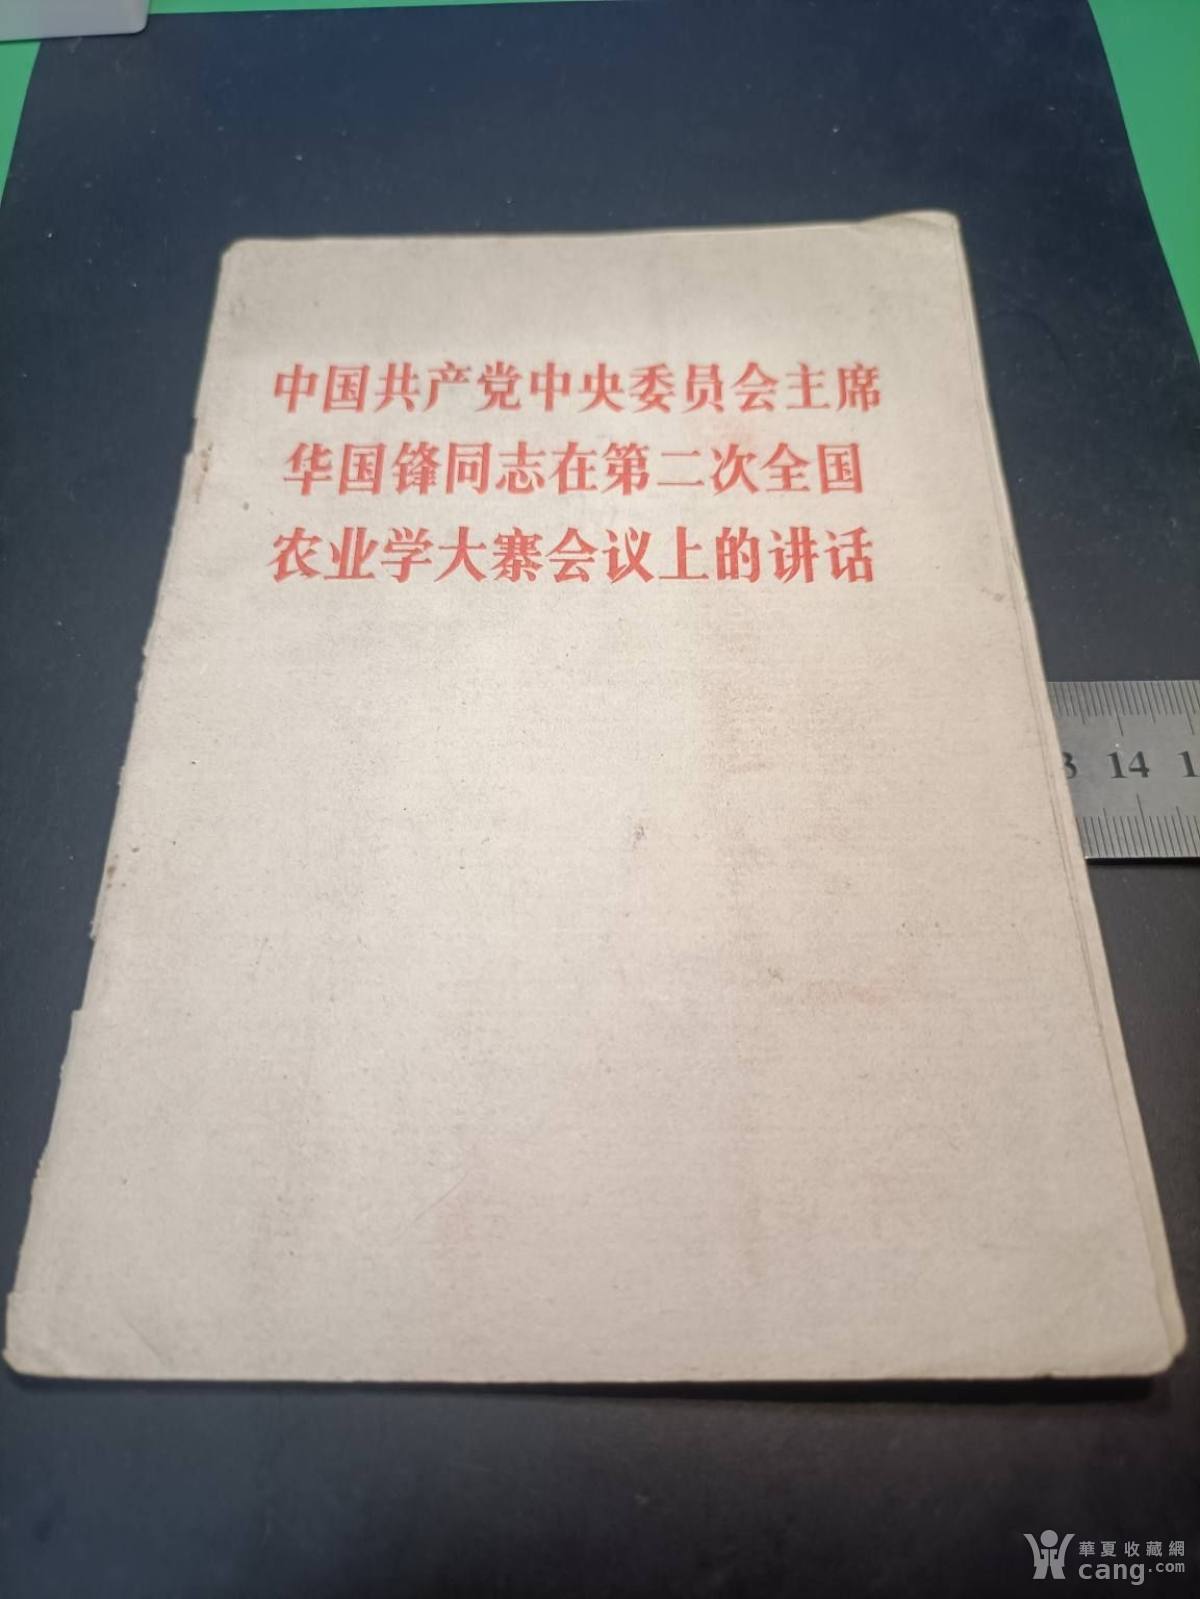 中国共产党中央委员会主席
华国锋同志在第二次全国
农业学大寨会议上的讲话
14
華夏收藏網
cang.com